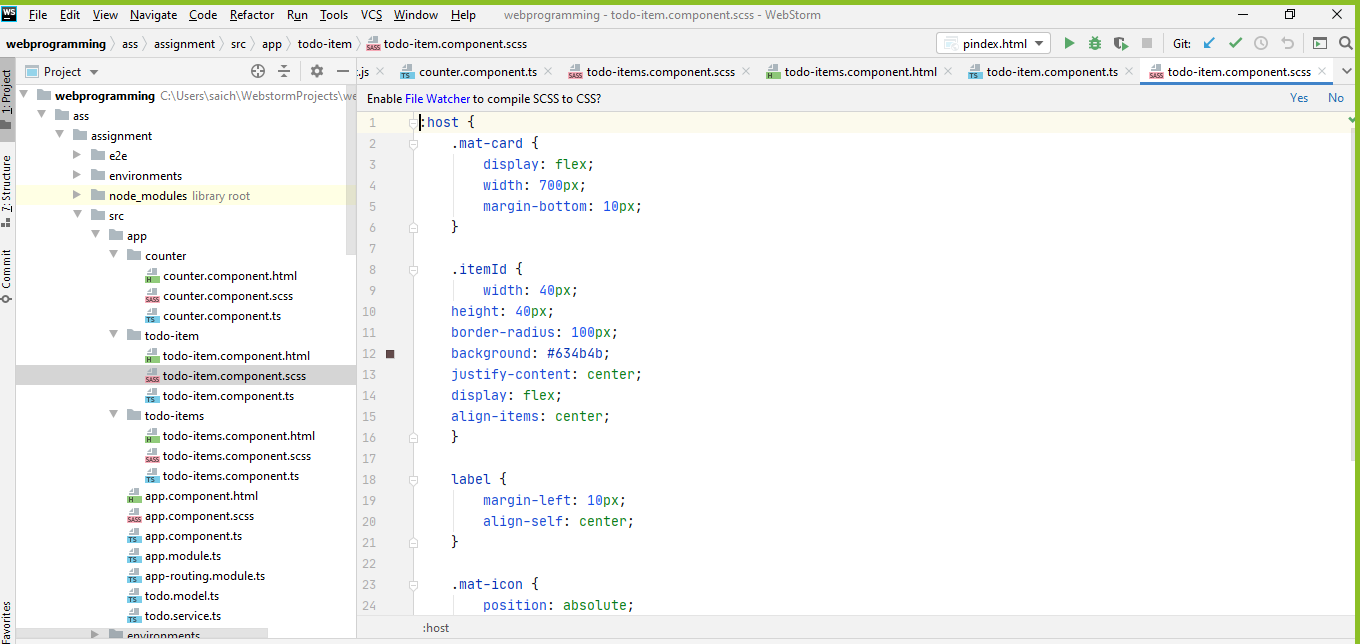 WS File Edit View Navigate Code Refactor Run Tools VCS Window Help webprogramming - todo-item.component.scss - WebStorm
webprogramming ass assignment src app todo-item todo-item.component.scss pindex.html Git:
Project .js counter.component.ts todo-items.component.scss todo-items.component.html todo-item.component.ts todo-item.component.scss
1: Project
Z: Structure
Commit
Favorites
webprogramming C:\Users\saich\WebstormProjects\we
ass
assignment
e2e
environments
node_modules library root
src
app
counter
counter.component.html
counter.component.scss
counter.component.ts
todo-item
todo-item.component.html
todo-item.component.scss
todo-item.component.ts
todo-items
todo-items.component.html
todo-items.component.scss
todo-items.component.ts
app.component.html
app.component.scss
app.component.ts
app.module.ts
app-routing.module.ts
todo.model.ts
todo.service.ts
environments
Enable File Watcher to compile SCSS to CSS? Yes No
1 :host {
2 .mat-card {
3 display: flex;
4 width: 700px;
5 margin-bottom: 10px;
6 }
7
8 .itemId {
9 width: 40px;
10 height: 40px;
11 border-radius: 100px;
12 background: #634b4b;
13 justify-content: center;
14 display: flex;
15 align-items: center;
16 }
17
18 label {
19 margin-left: 10px;
20 align-self: center;
21 }
22
23 .mat-icon {
24 position: absolute;
:host